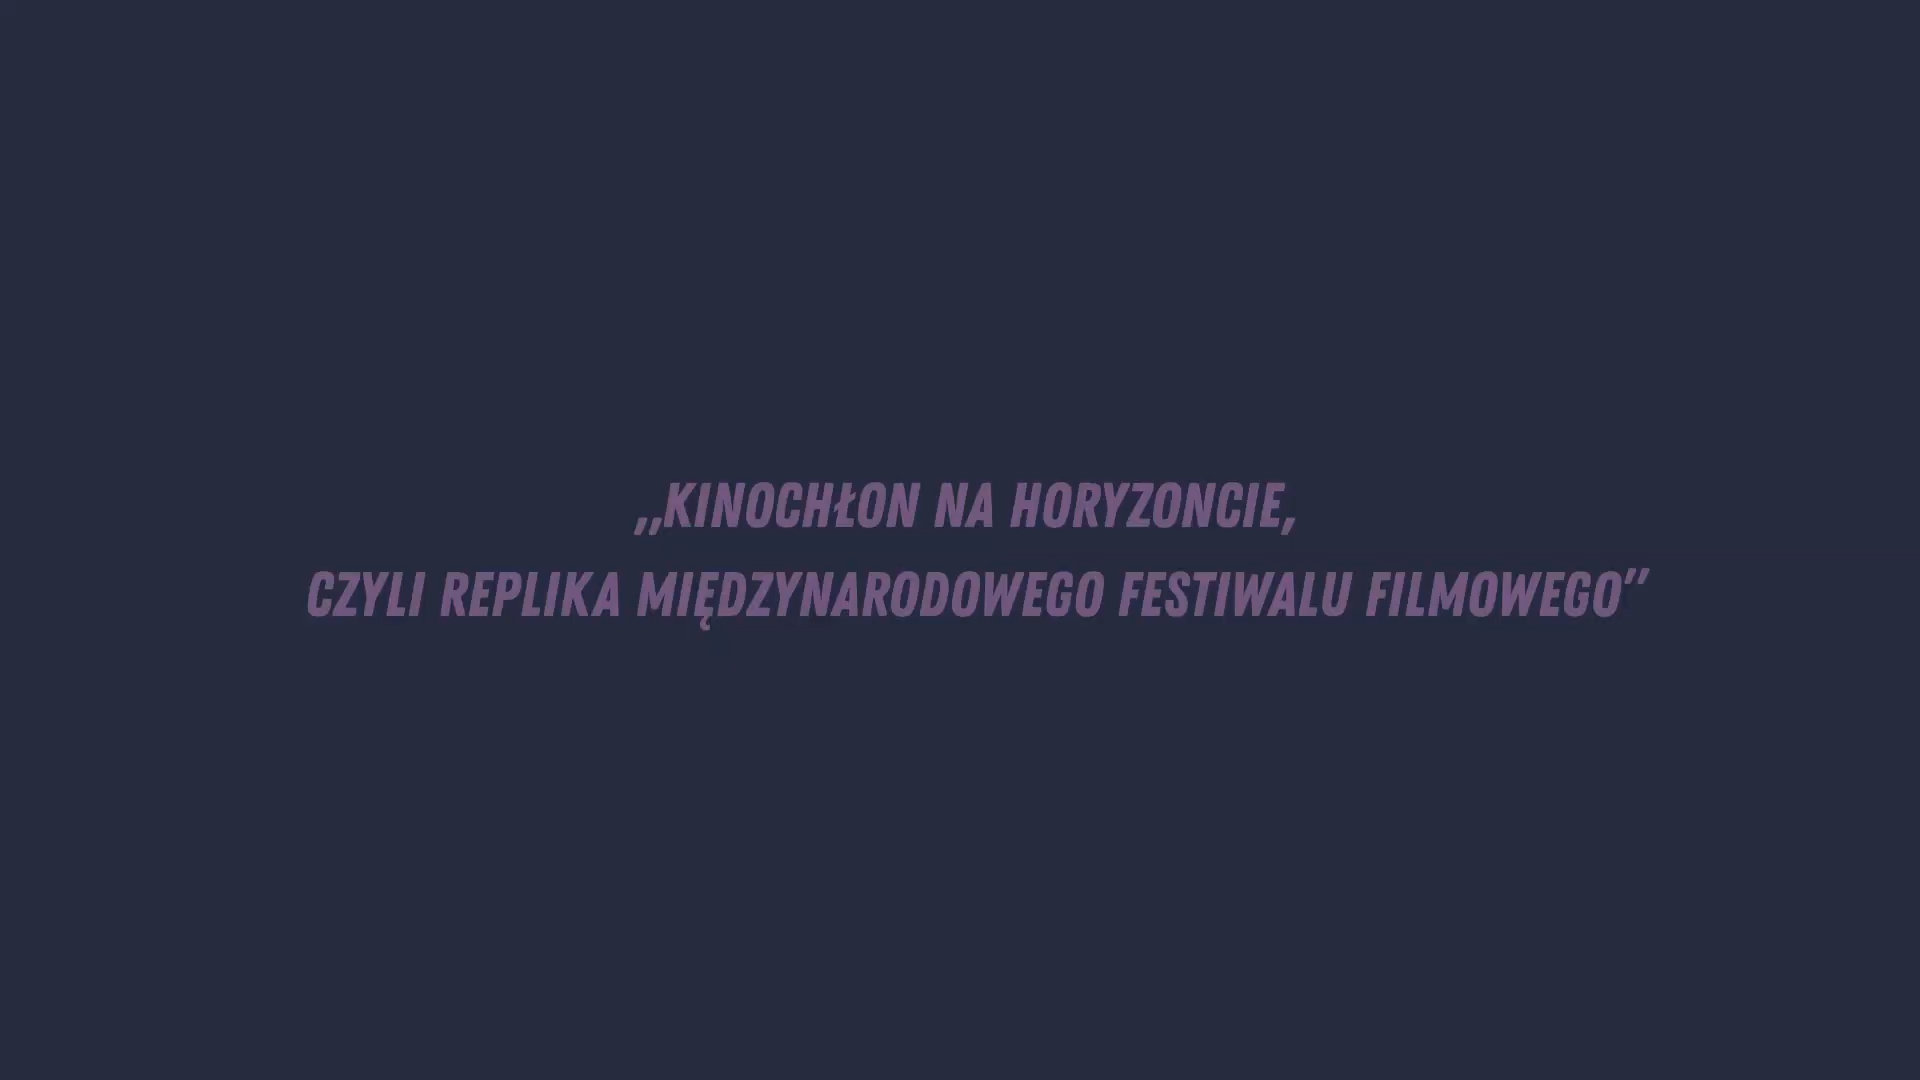 ,,KINOCHŁON NA HORYZONCIE,
CZYLI REPLIKA MIĘDZYNARODOWEGO FESTIWALU FILMOWEGO"